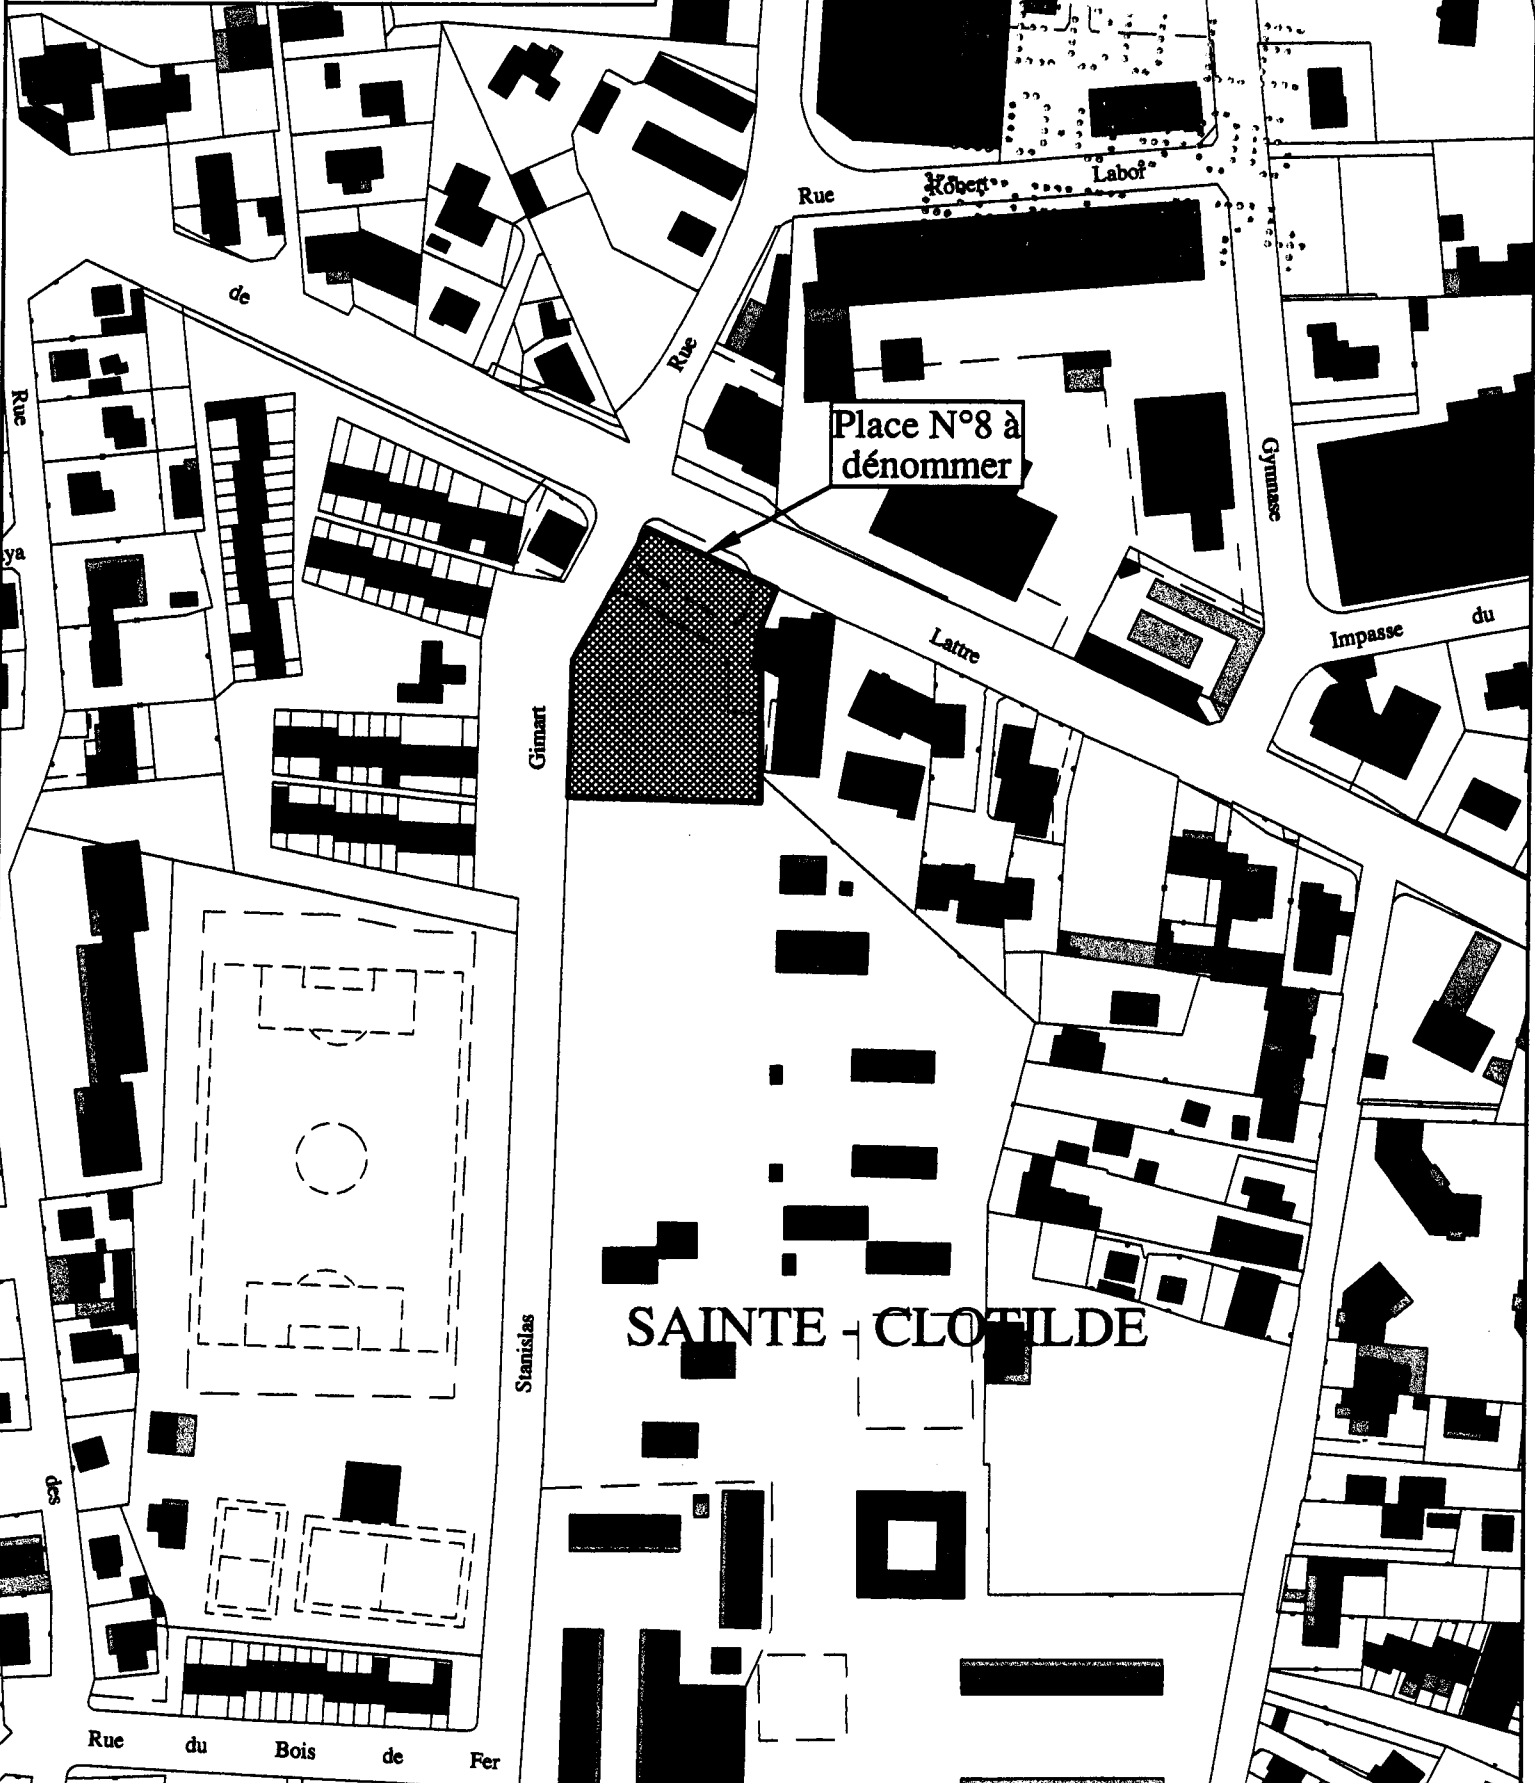 Rue
Robert
Labor
de
Rue
Rue
Place N°8 à
dénommer
Gymnase
ya
Impasse
du
Lattre
Gimart
SAINTE - CLOTILDE
Stanislas
des
Rue du Bois de Fer